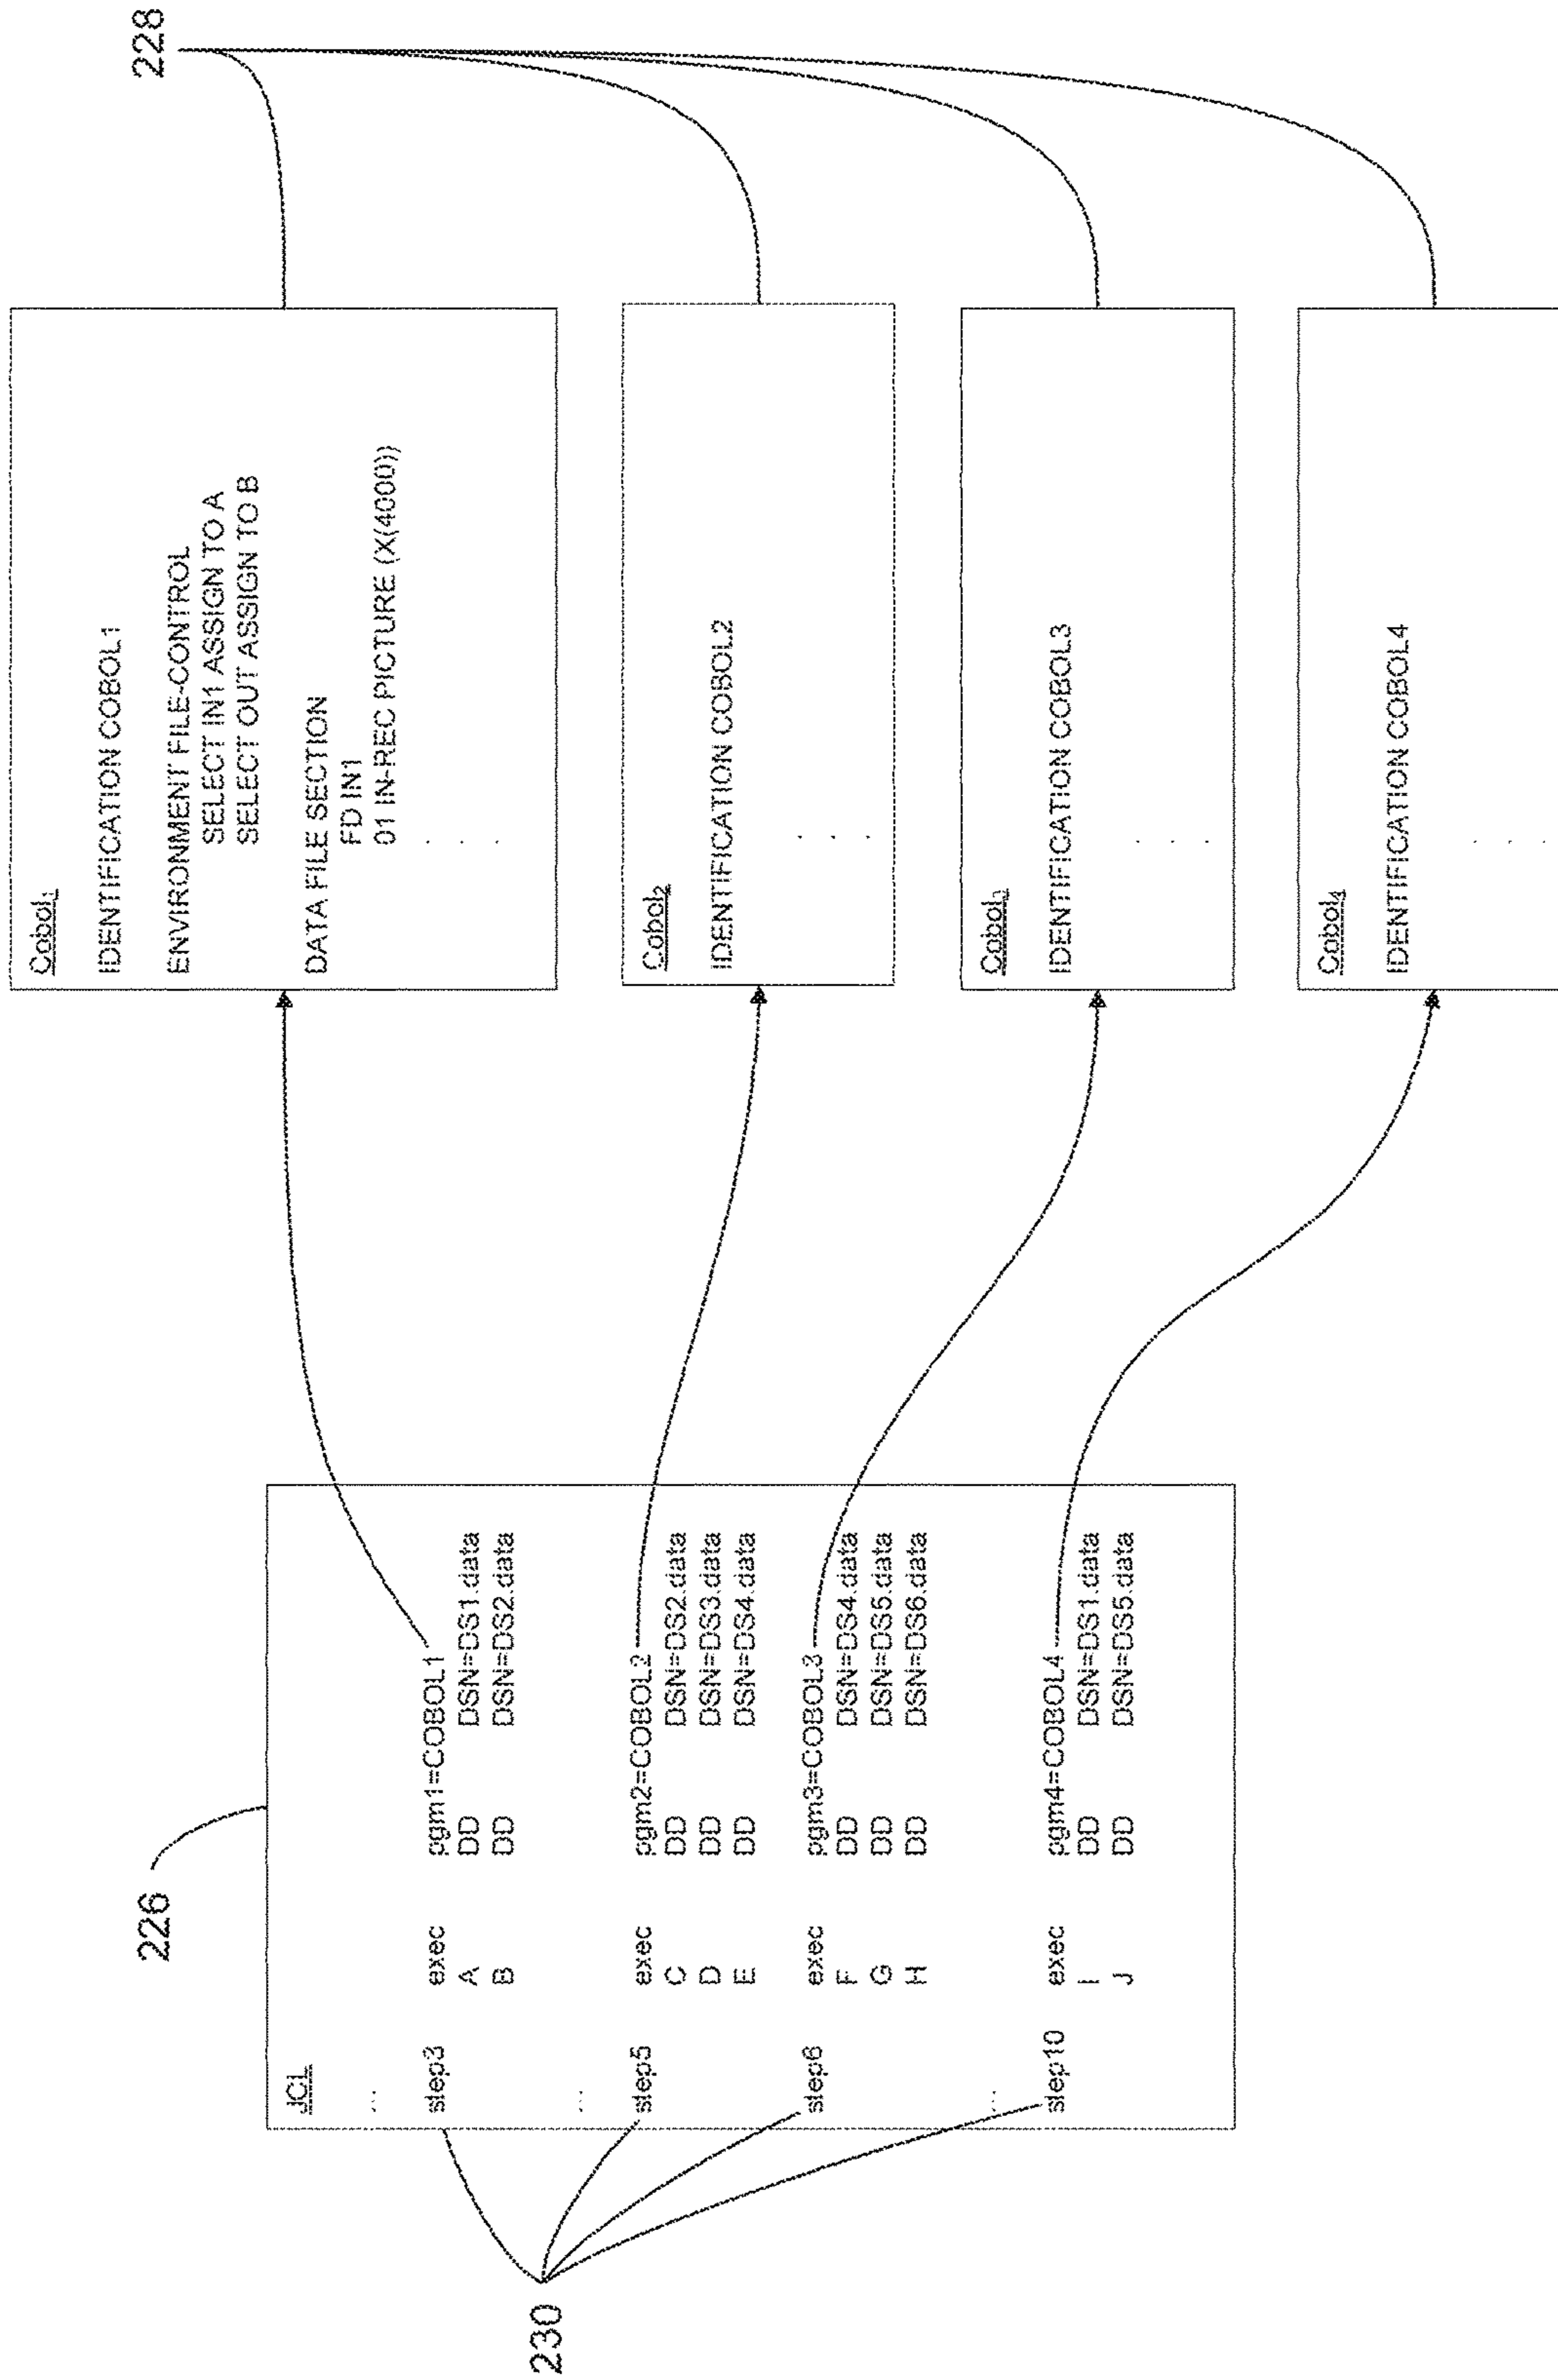 226
JCL
...
step3 exec pgm1=COBOL1
A DD DSN=DS1.data
B DD DSN=DS2.data
...
step5 exec pgm2=COBOL2
C DD DSN=DS2.data
D DD DSN=DS3.data
E DD DSN=DS4.data
step6 exec pgm3=COBOL3
F DD DSN=DS4.data
G DD DSN=DS5.data
H DD DSN=DS6.data
...
step10 exec pgm4=COBOL4
I DD DSN=DS1.data
J DD DSN=DS5.data
230
228
Cobol1
IDENTIFICATION COBOL1
ENVIRONMENT FILE-CONTROL
SELECT IN1 ASSIGN TO A
SELECT OUT ASSIGN TO B
DATA FILE SECTION
FD IN1
01 IN-REC PICTURE (X(4000))
. . .
Cobol2
IDENTIFICATION COBOL2
. . .
Cobol3
IDENTIFICATION COBOL3
. . .
Cobol4
IDENTIFICATION COBOL4
. . .